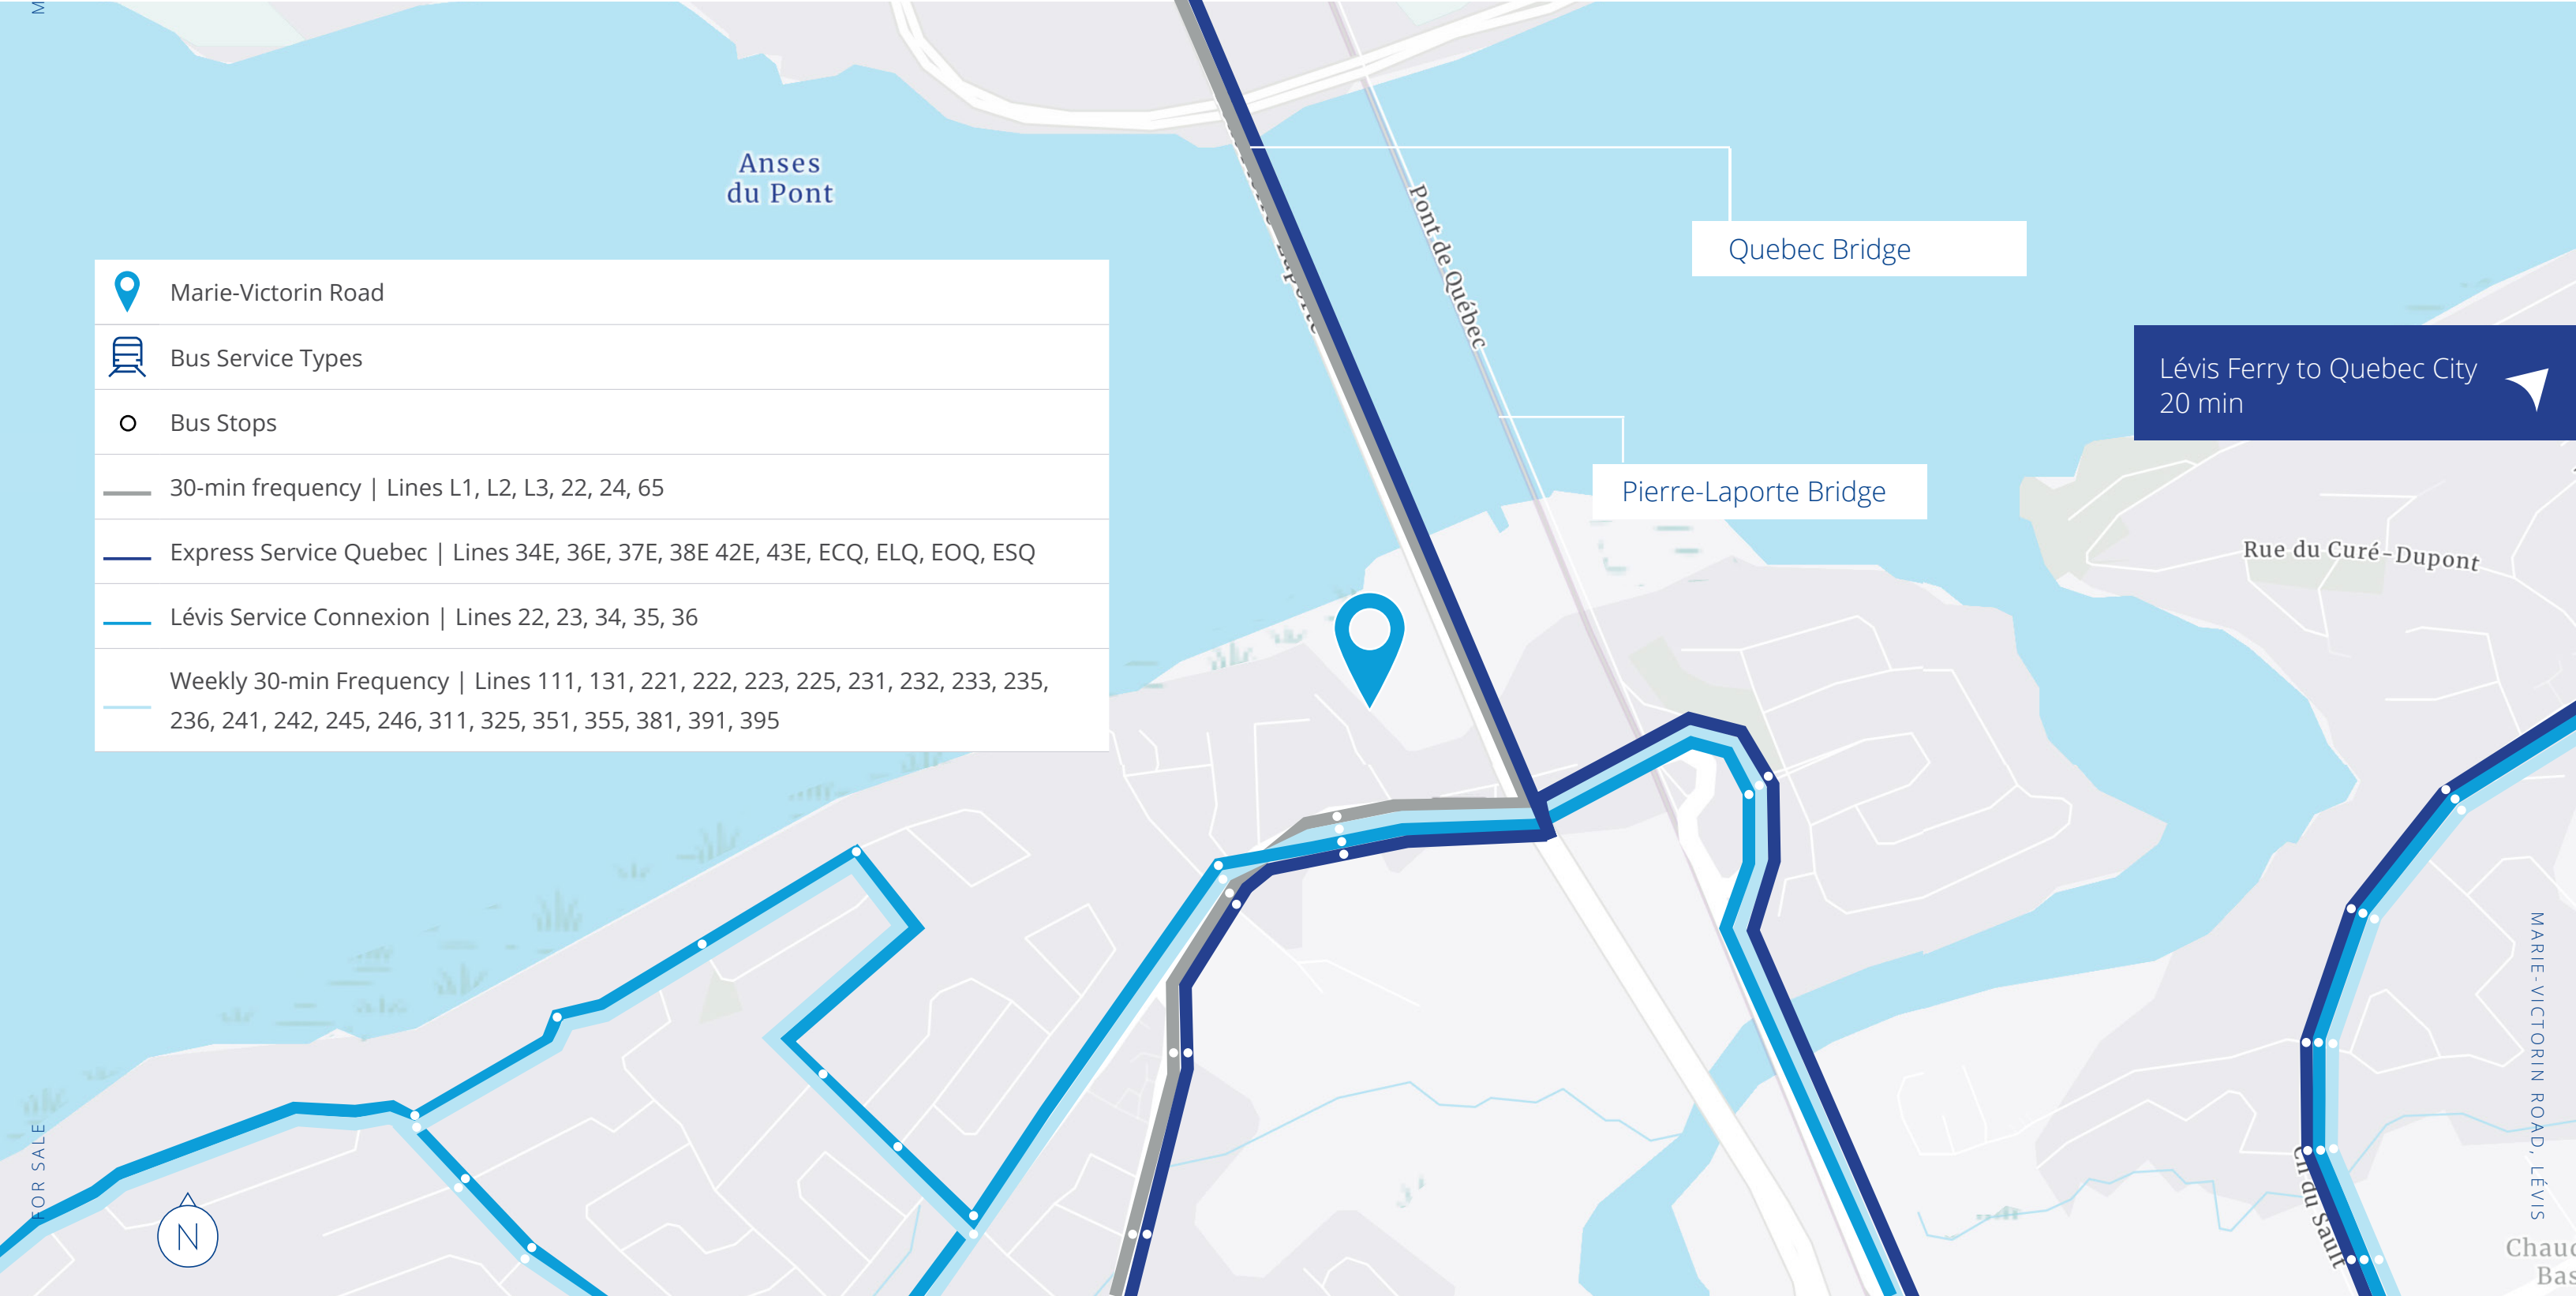 Anses
du Pont
Pont de Québec
Quebec Bridge
Marie-Victorin Road
Bus Service Types
Bus Stops
30-min frequency | Lines L1, L2, L3, 22, 24, 65
Express Service Quebec | Lines 34E, 36E, 37E, 38E 42E, 43E, ECQ, ELQ, EOQ, ESQ
Lévis Service Connexion | Lines 22, 23, 34, 35, 36
Weekly 30-min Frequency | Lines 111, 131, 221, 222, 223, 225, 231, 232, 233, 235,
236, 241, 242, 245, 246, 311, 325, 351, 355, 381, 391, 395
Lévis Ferry to Quebec City
20 min
Pierre-Laporte Bridge
Rue du Curé-Dupont
Ch du Sault
MARIE-VICTORIN ROAD, LÉVIS
FOR SALE
N